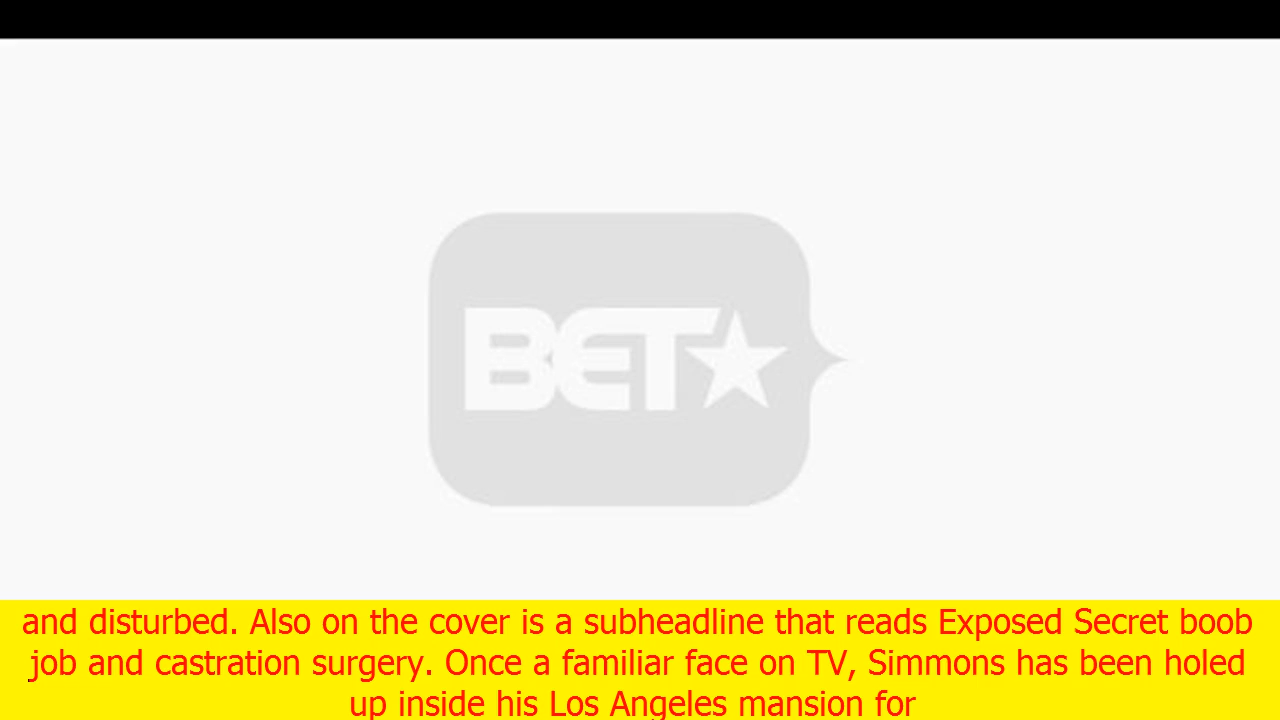 BET
and disturbed. Also on the cover is a subheadline that reads Exposed Secret boob
job and castration surgery. Once a familiar face on TV, Simmons has been holed
up inside his Los Angeles mansion for